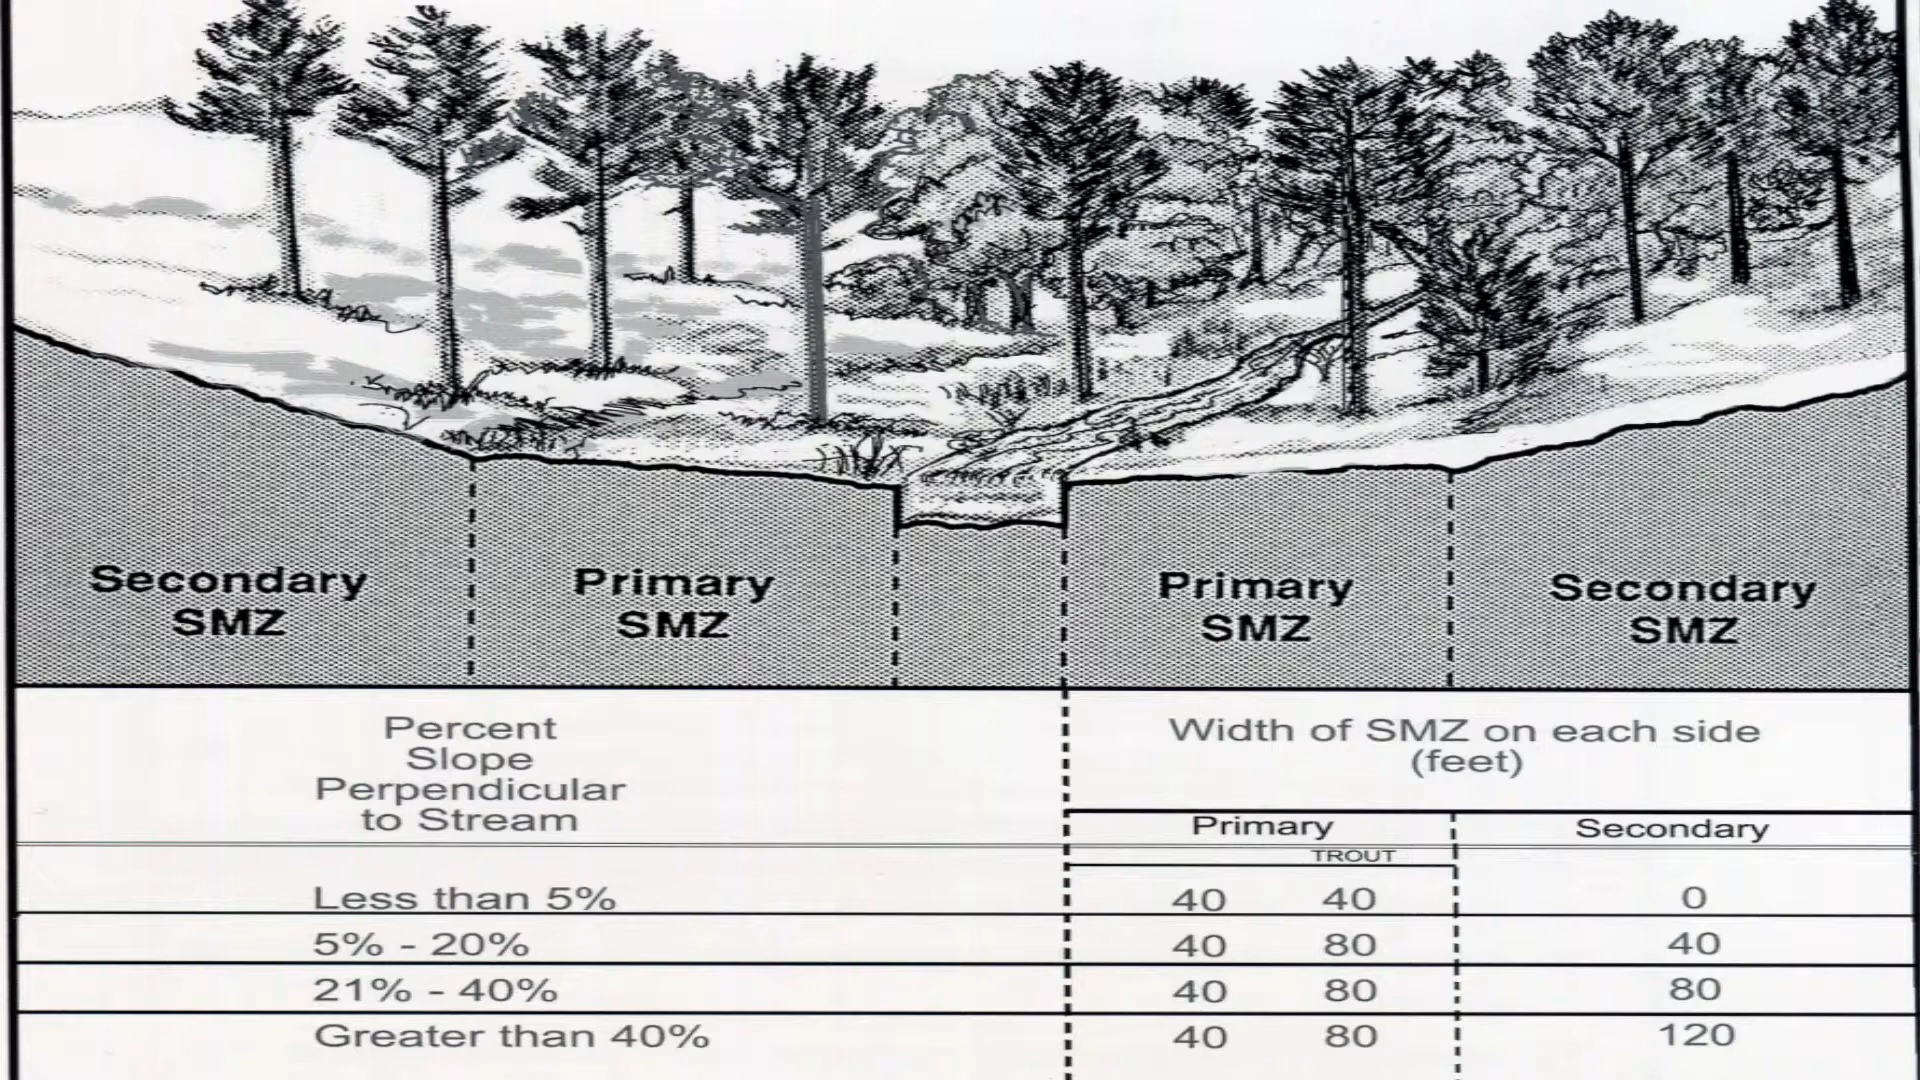 Secondary
SMZ
Primary
SMZ
Primary
SMZ
Secondary
SMZ
Percent
Slope
Perpendicular
to Stream
Width of SMZ on each side
(feet)
Primary
Secondary
TROUT
Less than 5% 40 40 0
5% - 20% 40 80 40
21% - 40% 40 80 80
Greater than 40% 40 80 120